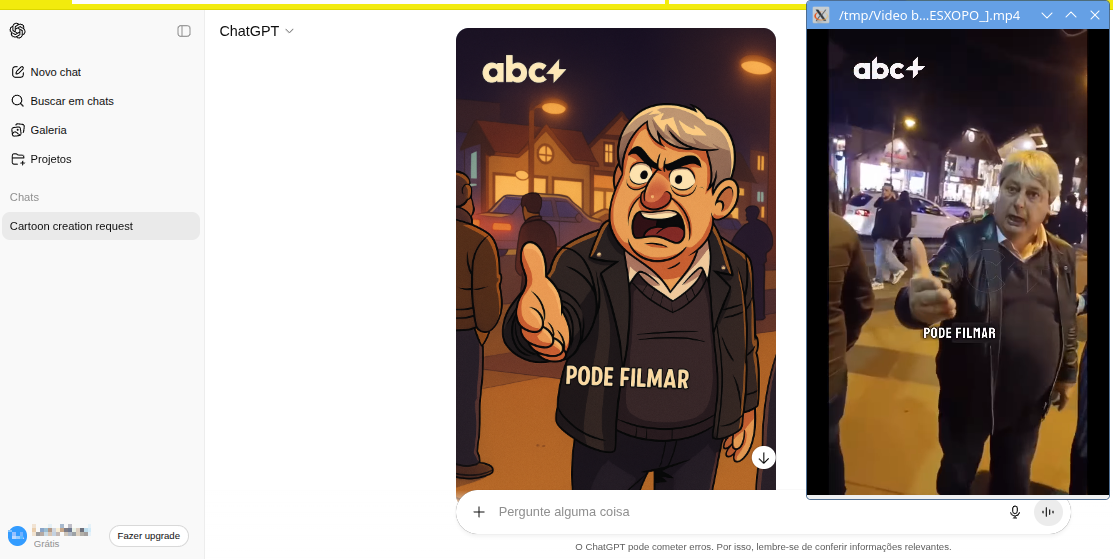 ChatGPT
Novo chat
Buscar em chats
Galeria
Projetos
Chats
Cartoon creation request
Grátis
Fazer upgrade
abc
PODE FILMAR
Pergunte alguma coisa
O ChatGPT pode cometer erros. Por isso, lembre-se de conferir informações relevantes.
/tmp/Video b...ESXOPO_].mp4
abc
PODE FILMAR